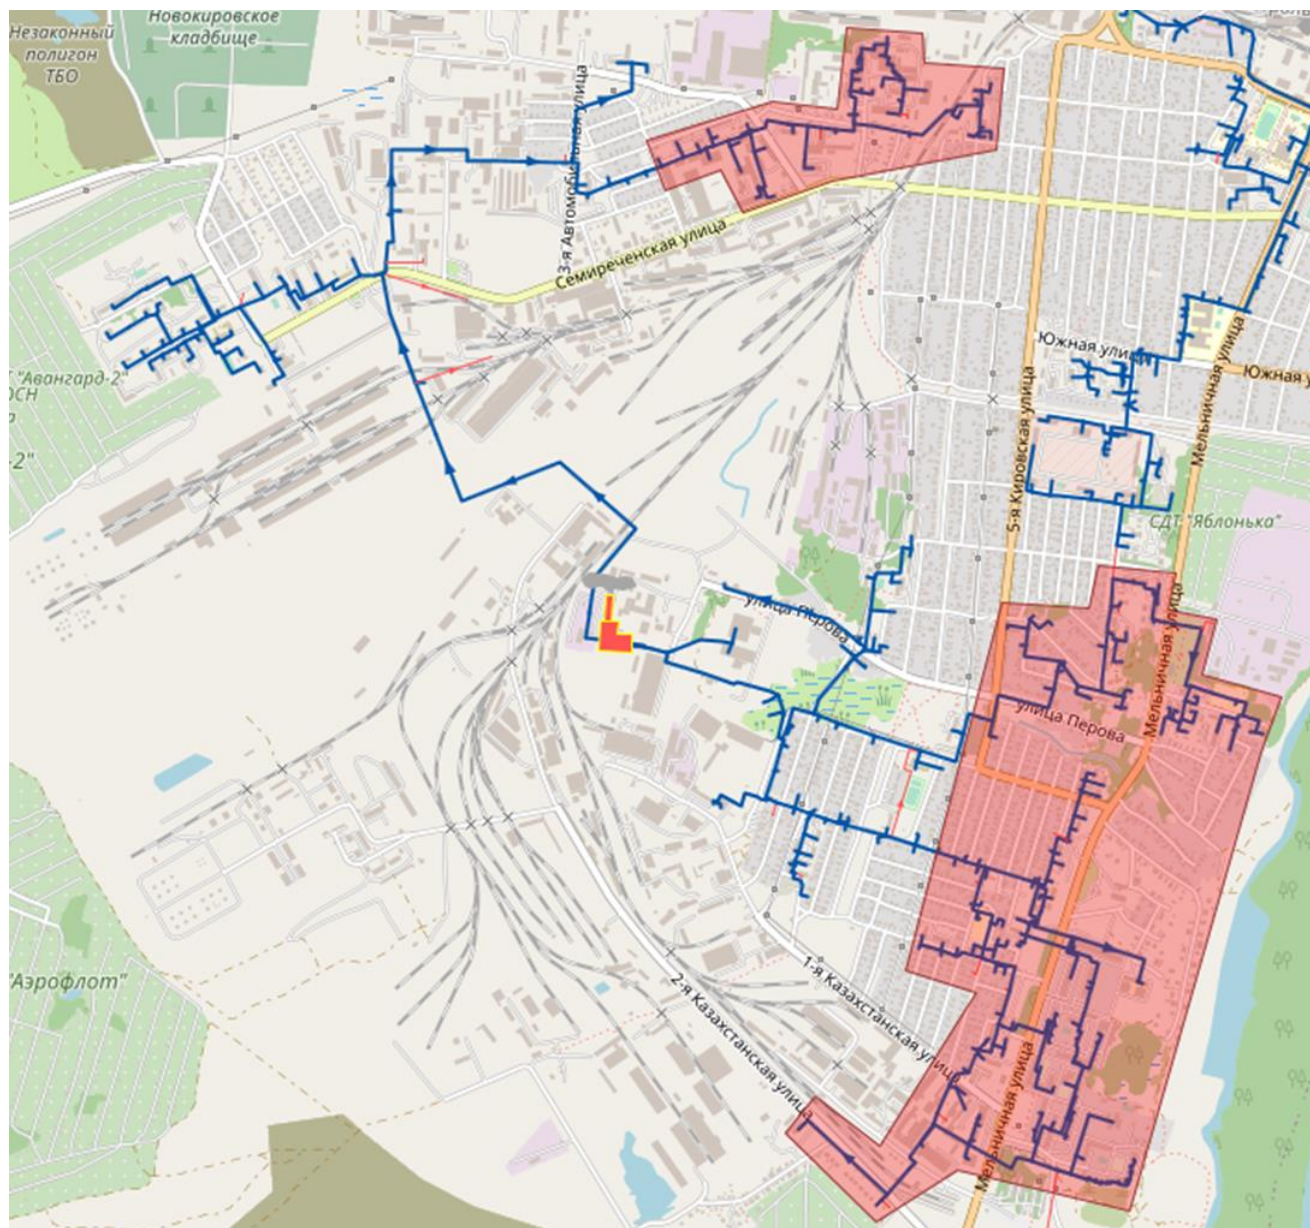 Новокировское
кладбище
Незаконный
полигон
ТБО
3-я Автомобильная улица
Семиреченская улица
Южная улица
Южная у
Мельничная улица
5-я Кировская улица
"Авангард-2"
ОСН
-2"
СДТ "Яблонька"
улица Перова
Мельничная улица
улица Перова
"Аэрофлот"
1-я Казахстанская улица
2-я Казахстанская улица
Мельничная улица